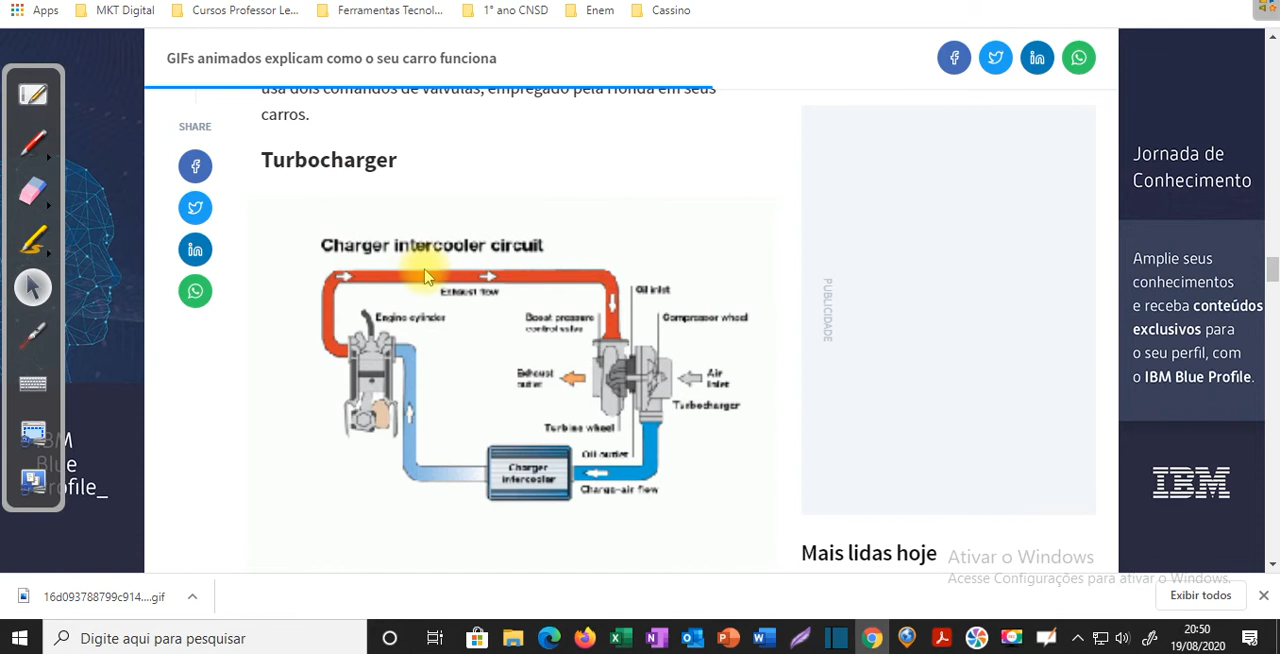 Apps
MKT Digital
Cursos Professor Le...
Ferramentas Tecnol...
1° ano CNSD
Enem
Cassino
GIFs animados explicam como o seu carro funciona
usa dois comandos de válvulas, empregado pela Honda em seus
carros.
SHARE
Turbocharger
Charger intercooler circuit
Exhaust flow
Oil inlet
Engine cylinder
Boost pressure
control valve
Compressor wheel
Exhaust
outlet
Air
inlet
Turbocharger
Turbine wheel
Oil outlet
Charger
intercooler
Charge-air flow
PUBLICIDADE
Mais lidas hoje
Jornada de
Conhecimento
Amplie seus
conhecimentos
e receba conteúdos
exclusivos para
o seu perfil, com
o IBM Blue Profile.
IBM
IBM
Blue
Profile_
Ativar o Windows
Acesse Configurações para ativar o Windows.
16d093788799c914....gif
Exibir todos
Digite aqui para pesquisar
20:50
19/08/2020